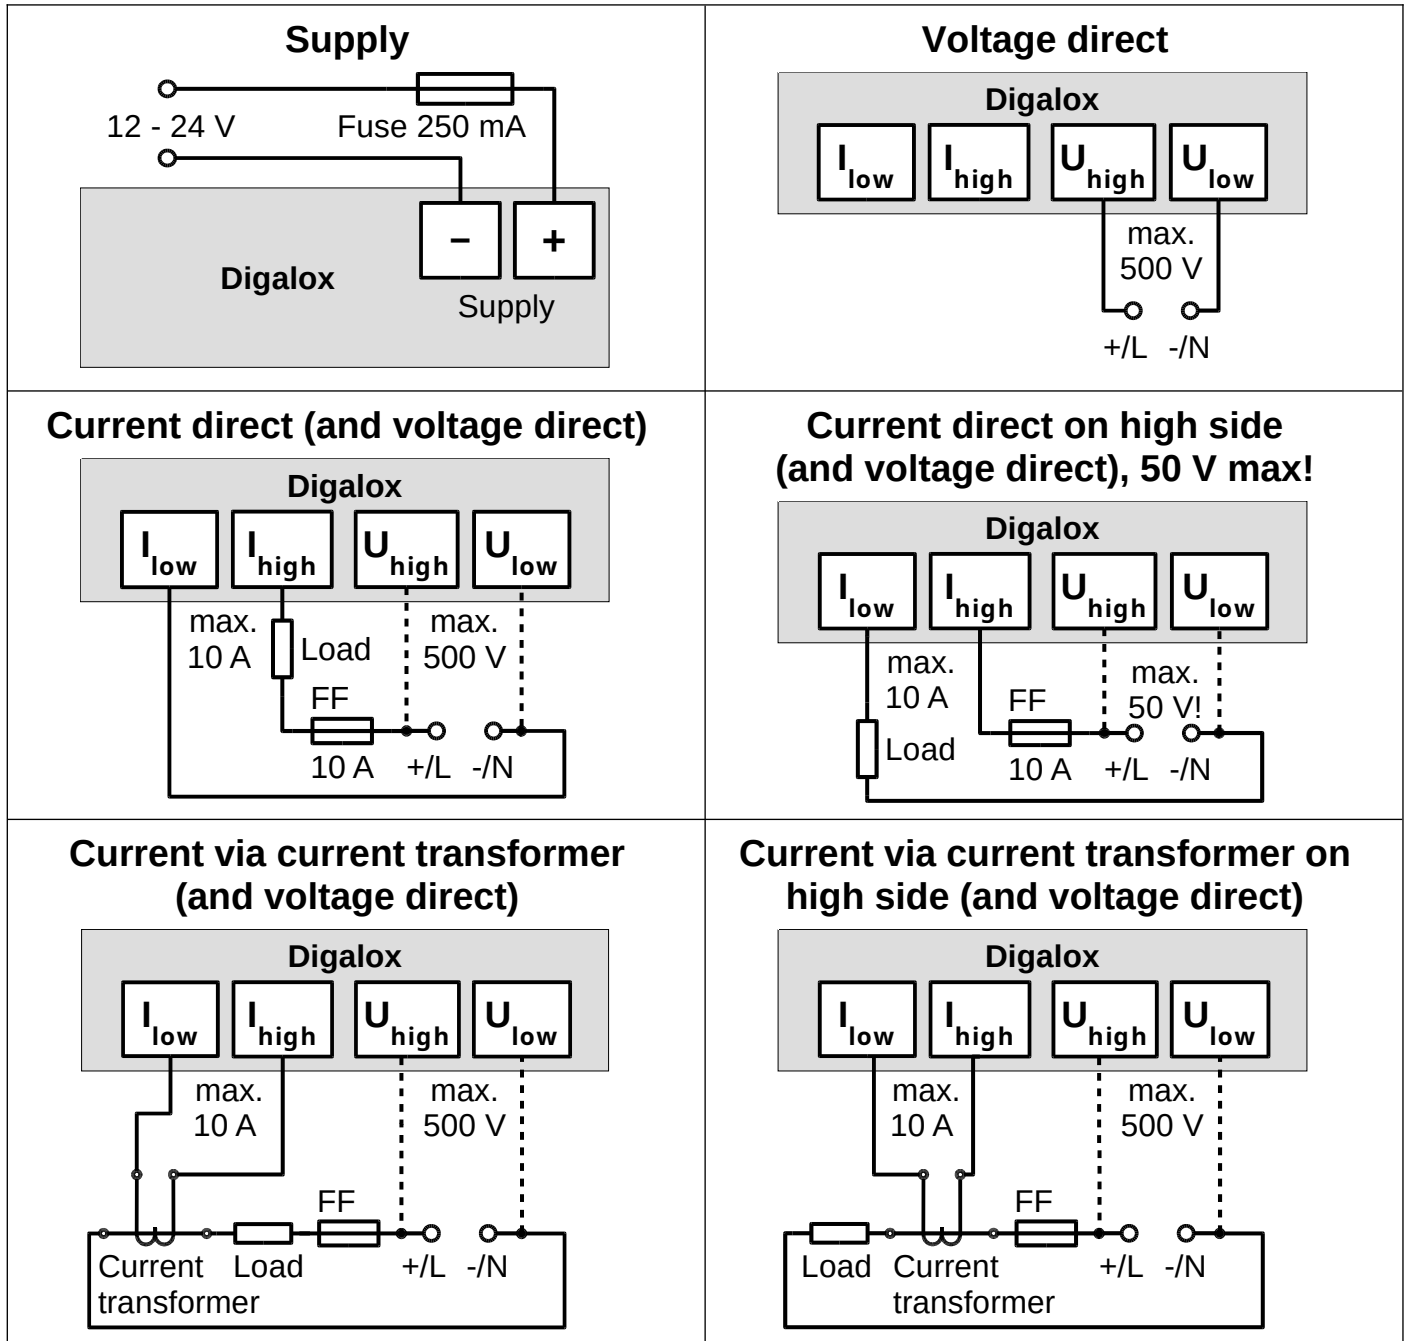 Supply
12 - 24 V
Fuse 250 mA
− +
Digalox
Supply
Voltage direct
Digalox
Ilow Ihigh Uhigh Ulow
max.
500 V
+/L -/N
Current direct (and voltage direct)
Digalox
Ilow Ihigh Uhigh Ulow
max.
10 A
Load
max.
500 V
FF
10 A
+/L -/N
Current direct on high side
(and voltage direct), 50 V max!
Digalox
Ilow Ihigh Uhigh Ulow
max.
10 A
Load
FF
10 A
max.
50 V!
+/L -/N
Current via current transformer
(and voltage direct)
Digalox
Ilow Ihigh Uhigh Ulow
max.
10 A
max.
500 V
FF
Current
transformer
Load
+/L -/N
Current via current transformer on
high side (and voltage direct)
Digalox
Ilow Ihigh Uhigh Ulow
max.
10 A
max.
500 V
FF
Load
Current
transformer
+/L -/N